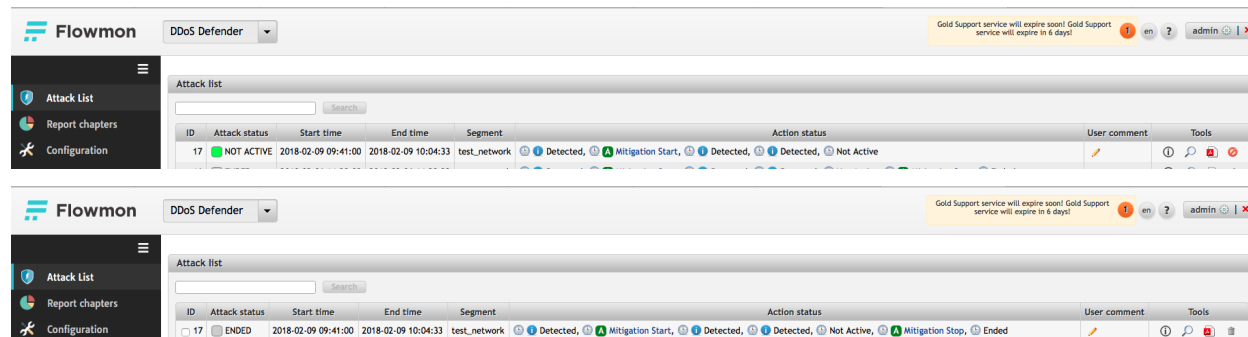 Flowmon
DDoS Defender
Gold Support service will expire soon! Gold Support
service will expire in 6 days!
1
en
?
admin
Attack List
Report chapters
Configuration
Attack list
Search
ID Attack status Start time End time Segment Action status User comment Tools
17 NOT ACTIVE 2018-02-09 09:41:00 2018-02-09 10:04:33 test_network Detected, A Mitigation Start, Detected, Detected, Not Active
Flowmon
DDoS Defender
Gold Support service will expire soon! Gold Support
service will expire in 6 days!
1
en
?
admin
Attack List
Report chapters
Configuration
Attack list
Search
ID Attack status Start time End time Segment Action status User comment Tools
17 ENDED 2018-02-09 09:41:00 2018-02-09 10:04:33 test_network Detected, A Mitigation Start, Detected, Detected, Not Active, A Mitigation Stop, Ended